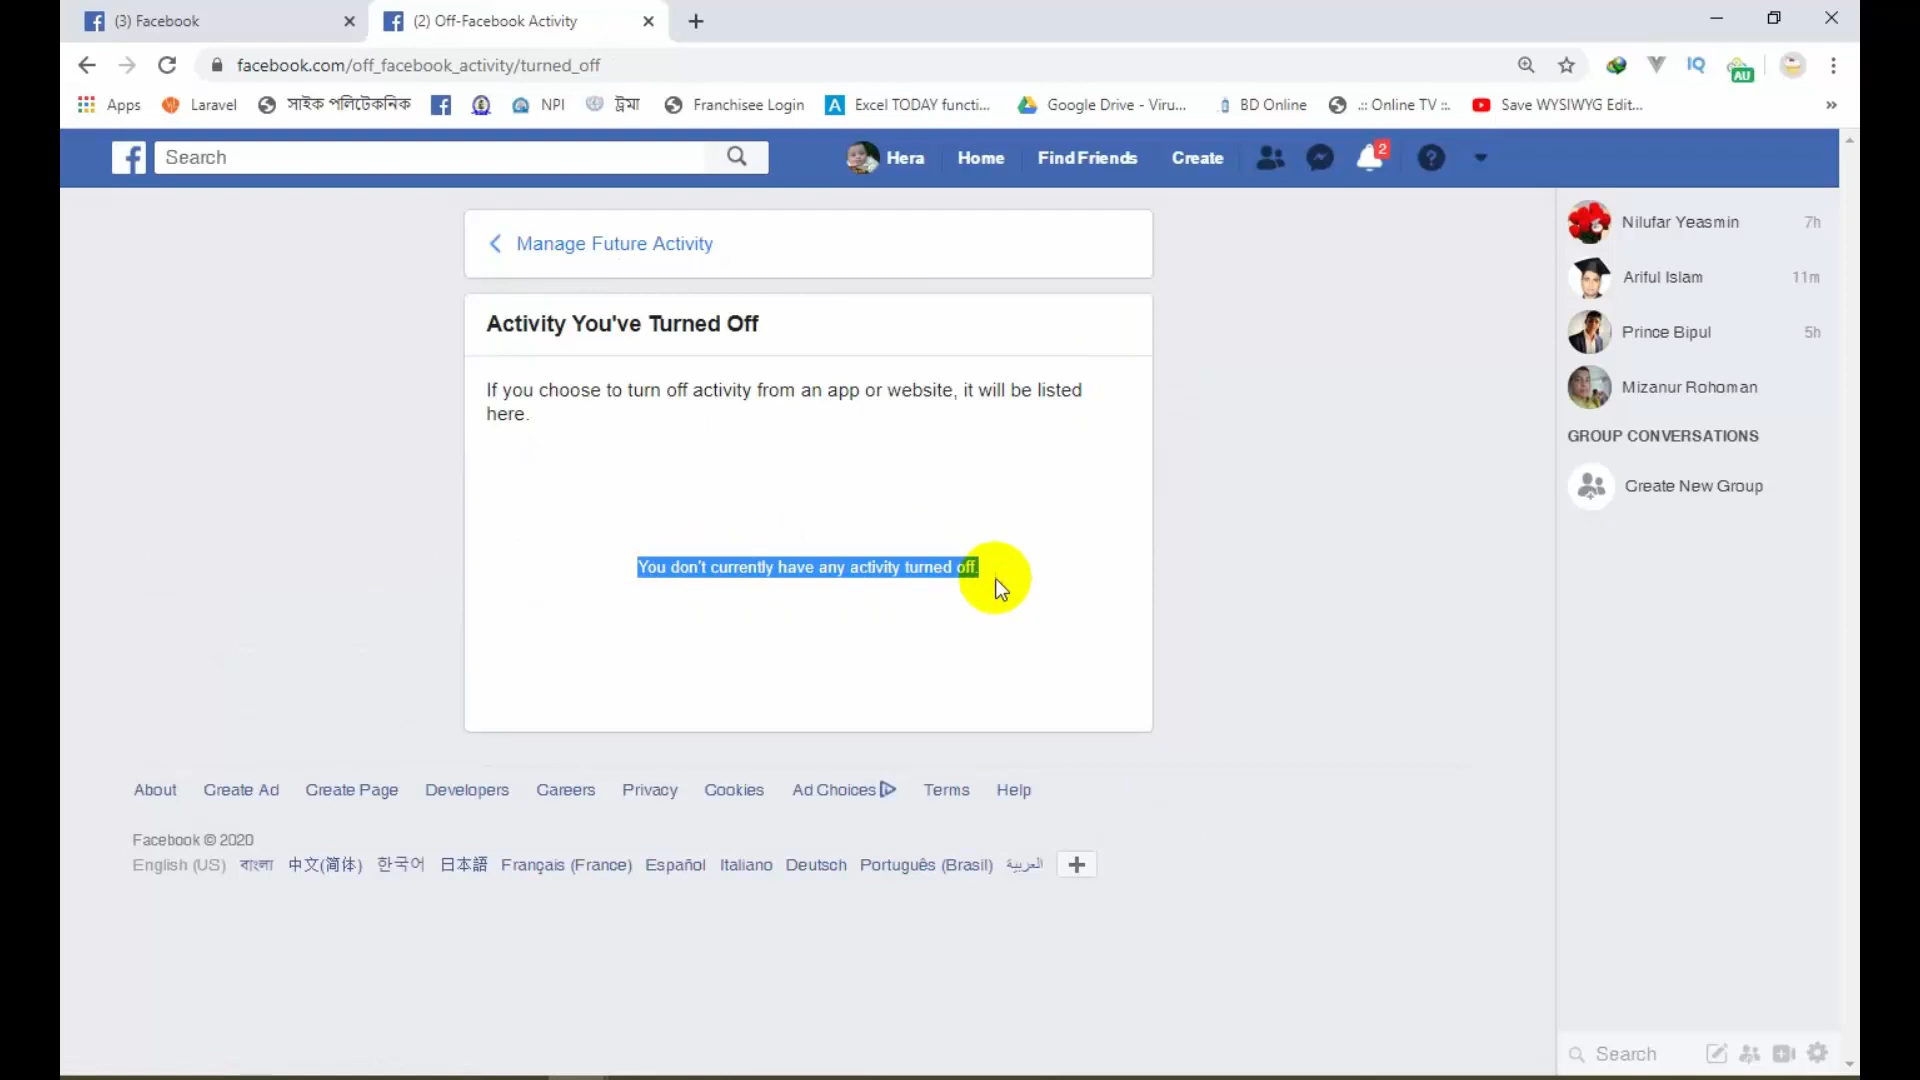 (3) Facebook
(2) Off-Facebook Activity
facebook.com/off_facebook_activity/turned_off
AU
Apps
Laravel
সাইক পলিটেকনিক
NPI
ট্রমা
Franchisee Login
Excel TODAY functi...
Google Drive - Viru...
BD Online
.:: Online TV ::.
Save WYSIWYG Edit...
Search
Hera
Home
Find Friends
Create
2
Manage Future Activity
Activity You've Turned Off
If you choose to turn off activity from an app or website, it will be listed
here.
You don't currently have any activity turned off.
Nilufar Yeasmin 7h
Ariful Islam 11m
Prince Bipul 5h
Mizanur Rohoman
GROUP CONVERSATIONS
Create New Group
About Create Ad Create Page Developers Careers Privacy Cookies Ad Choices Terms Help
Facebook © 2020
English (US) বাংলা 中文(简体) 한국어 日本語 Français (France) Español Italiano Deutsch Português (Brasil) العربية
Search